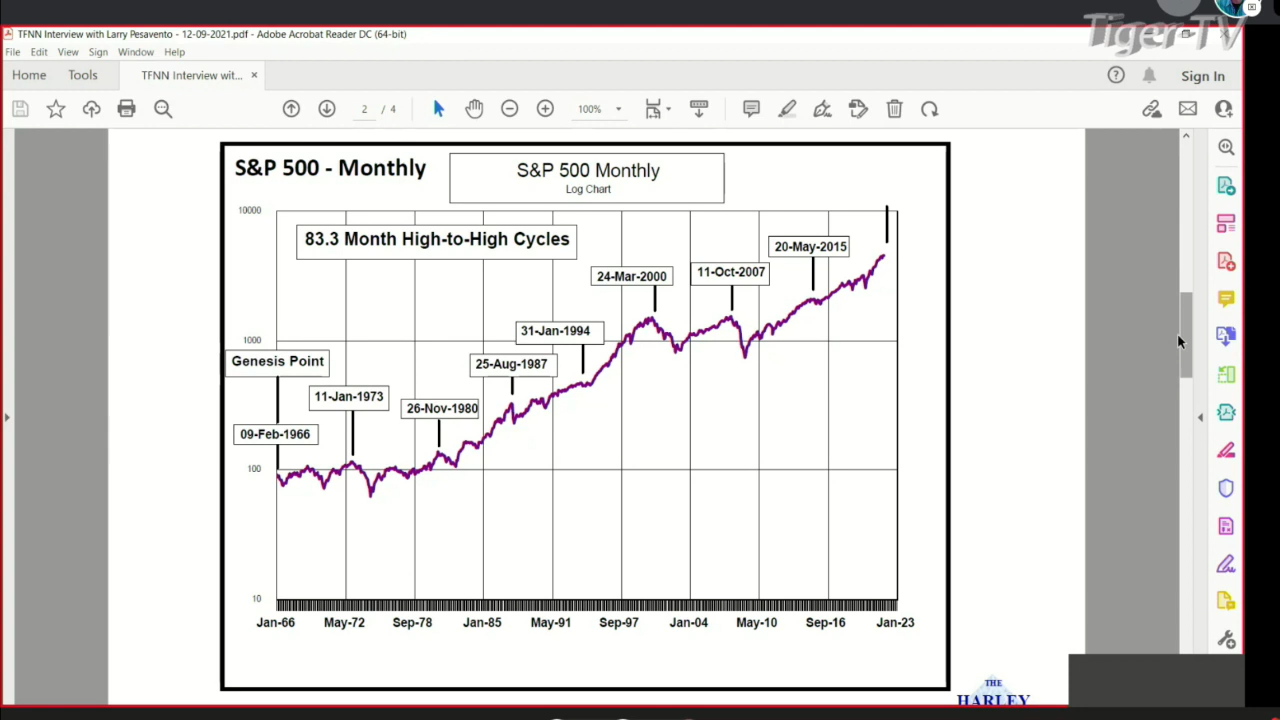 Tiger-TV
TFNN Interview with Larry Pesavento - 12-09-2021.pdf - Adobe Acrobat Reader DC (64-bit)
File Edit View Sign Window Help
Home Tools TFNN Interview wit... Sign In
2 / 4 100%
S&P 500 - Monthly
S&P 500 Monthly
Log Chart
10000
83.3 Month High-to-High Cycles
20-May-2015
24-Mar-2000
11-Oct-2007
31-Jan-1994
1000
Genesis Point
25-Aug-1987
11-Jan-1973
26-Nov-1980
09-Feb-1966
100
10
Jan-66 May-72 Sep-78 Jan-85 May-91 Sep-97 Jan-04 May-10 Sep-16 Jan-23
THE
HARLEY